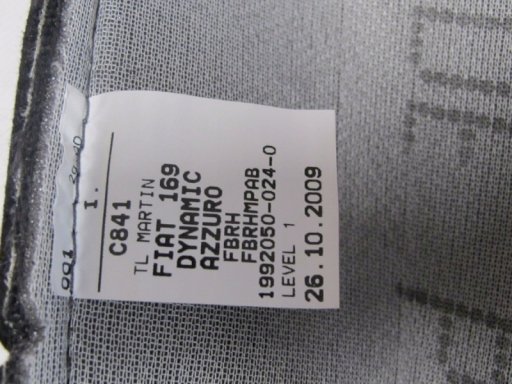 I.
C841
TL MARTIN
FIAT 169
DYNAMIC
AZZURO
FBRH
FBRHMPAB
1992050-024-0
LEVEL 1
26.10.2009